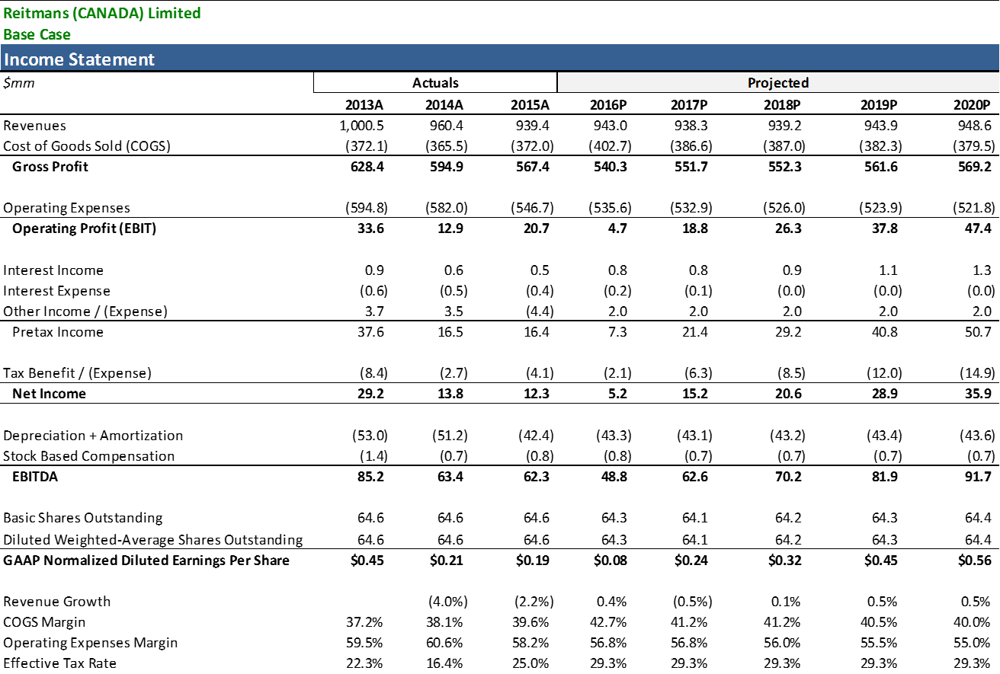 Reitmans (CANADA) Limited
Base Case
Income Statement
$mm Actuals Projected
2013A 2014A 2015A 2016P 2017P 2018P 2019P 2020P
Revenues 1,000.5 960.4 939.4 943.0 938.3 939.2 943.9 948.6
Cost of Goods Sold (COGS) (372.1) (365.5) (372.0) (402.7) (386.6) (387.0) (382.3) (379.5)
Gross Profit 628.4 594.9 567.4 540.3 551.7 552.3 561.6 569.2
Operating Expenses (594.8) (582.0) (546.7) (535.6) (532.9) (526.0) (523.9) (521.8)
Operating Profit (EBIT) 33.6 12.9 20.7 4.7 18.8 26.3 37.8 47.4
Interest Income 0.9 0.6 0.5 0.8 0.8 0.9 1.1 1.3
Interest Expense (0.6) (0.5) (0.4) (0.2) (0.1) (0.0) (0.0) (0.0)
Other Income / (Expense) 3.7 3.5 (4.4) 2.0 2.0 2.0 2.0 2.0
Pretax Income 37.6 16.5 16.4 7.3 21.4 29.2 40.8 50.7
Tax Benefit / (Expense) (8.4) (2.7) (4.1) (2.1) (6.3) (8.5) (12.0) (14.9)
Net Income 29.2 13.8 12.3 5.2 15.2 20.6 28.9 35.9
Depreciation + Amortization (53.0) (51.2) (42.4) (43.3) (43.1) (43.2) (43.4) (43.6)
Stock Based Compensation (1.4) (0.7) (0.8) (0.8) (0.7) (0.7) (0.7) (0.7)
EBITDA 85.2 63.4 62.3 48.8 62.6 70.2 81.9 91.7
Basic Shares Outstanding 64.6 64.6 64.6 64.3 64.1 64.2 64.3 64.4
Diluted Weighted-Average Shares Outstanding 64.6 64.6 64.6 64.3 64.1 64.2 64.3 64.4
GAAP Normalized Diluted Earnings Per Share $0.45 $0.21 $0.19 $0.08 $0.24 $0.32 $0.45 $0.56
Revenue Growth (4.0%) (2.2%) 0.4% (0.5%) 0.1% 0.5% 0.5%
COGS Margin 37.2% 38.1% 39.6% 42.7% 41.2% 41.2% 40.5% 40.0%
Operating Expenses Margin 59.5% 60.6% 58.2% 56.8% 56.8% 56.0% 55.5% 55.0%
Effective Tax Rate 22.3% 16.4% 25.0% 29.3% 29.3% 29.3% 29.3% 29.3%